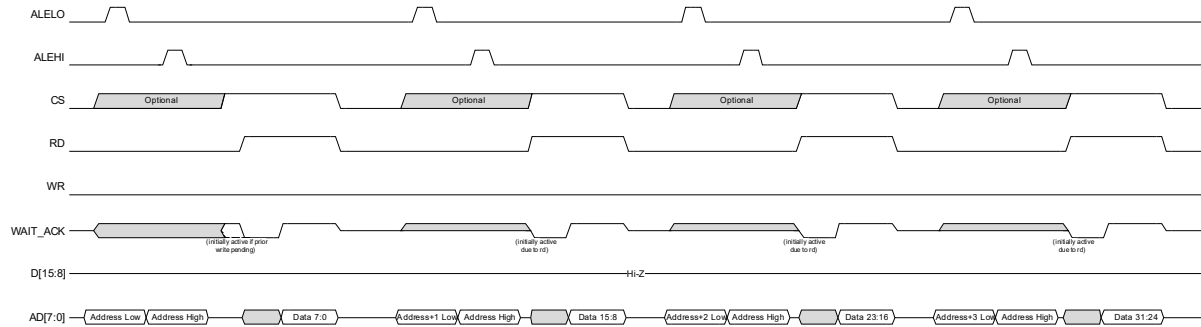 ALELO
ALEHI
CS
Optional
Optional
Optional
Optional
RD
WR
WAIT_ACK
(initially active if prior
write pending)
(initially active
due to rd)
(initially active
due to rd)
(initially active
due to rd)
D[15:8]
Hi-Z
AD[7:0]
Address Low
Address High
Data 7:0
Address+1 Low
Address High
Data 15:8
Address+2 Low
Address High
Data 23:16
Address+3 Low
Address High
Data 31:24